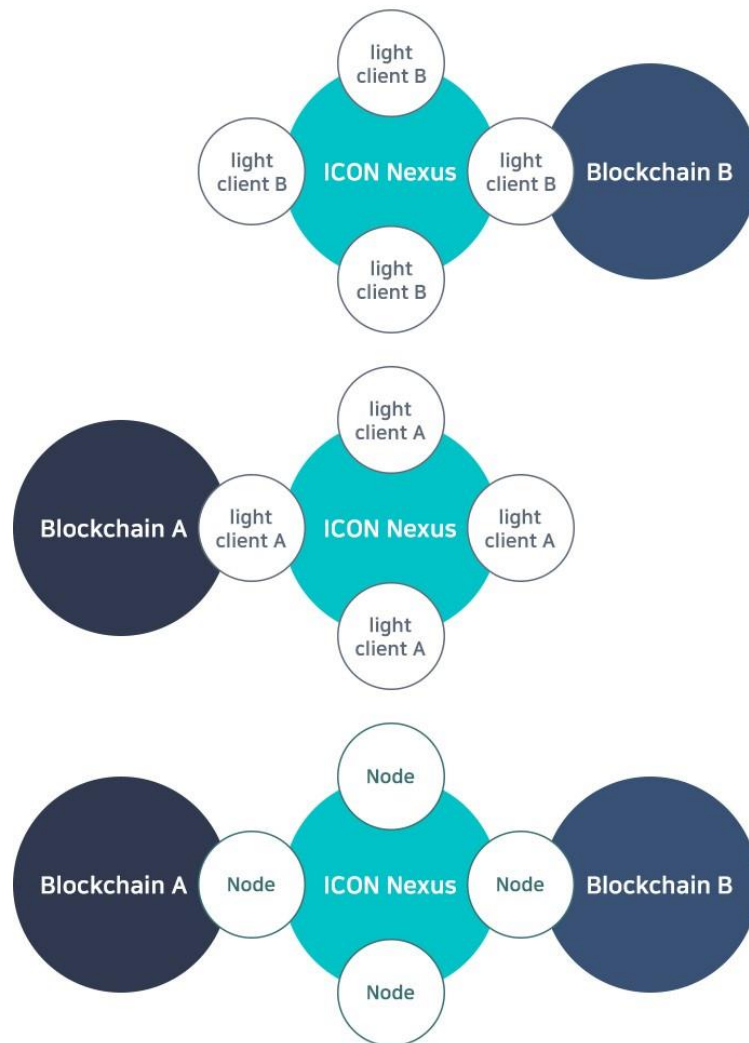 light
client B
light
client B
ICON Nexus
light
client B
Blockchain B
light
client B
light
client A
Blockchain A
light
client A
ICON Nexus
light
client A
light
client A
Node
Blockchain A
Node
ICON Nexus
Node
Blockchain B
Node